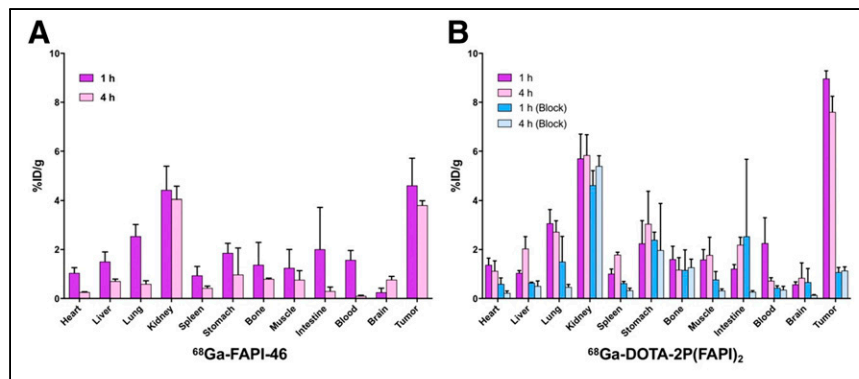 A
10
8
6
4
2
0
%ID/g
1 h
4 h
Heart
Liver
Lung
Kidney
Spleen
Stomach
Bone
Muscle
Intestine
Blood
Brain
Tumor
⁶⁸Ga-FAPI-46
B
10
8
6
4
2
0
%ID/g
1 h
4 h
1 h (Block)
4 h (Block)
Heart
Liver
Lung
Kidney
Spleen
Stomach
Bone
Muscle
Intestine
Blood
Brain
Tumor
⁶⁸Ga-DOTA-2P(FAPI)₂